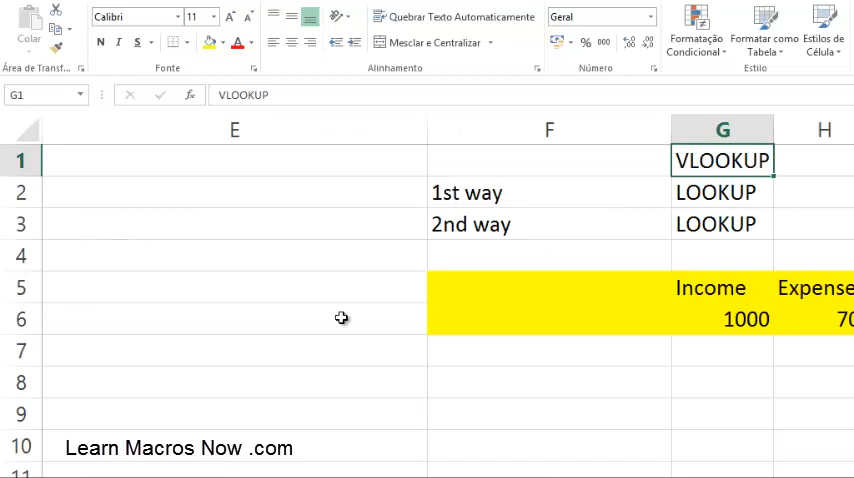 Calibri 11 Quebrar Texto Automaticamente Geral
Colar N I S Mesclar e Centralizar % 000 Formatação Condicional Formatar como Tabela Estilos de Célula
Área de Transf... Fonte Alinhamento Número Estilo
G1 fx VLOOKUP
E F G H
1 VLOOKUP
2 1st way LOOKUP
3 2nd way LOOKUP
4
5 Income Expense
6 1000 70
7
8
9
10 Learn Macros Now .com
11